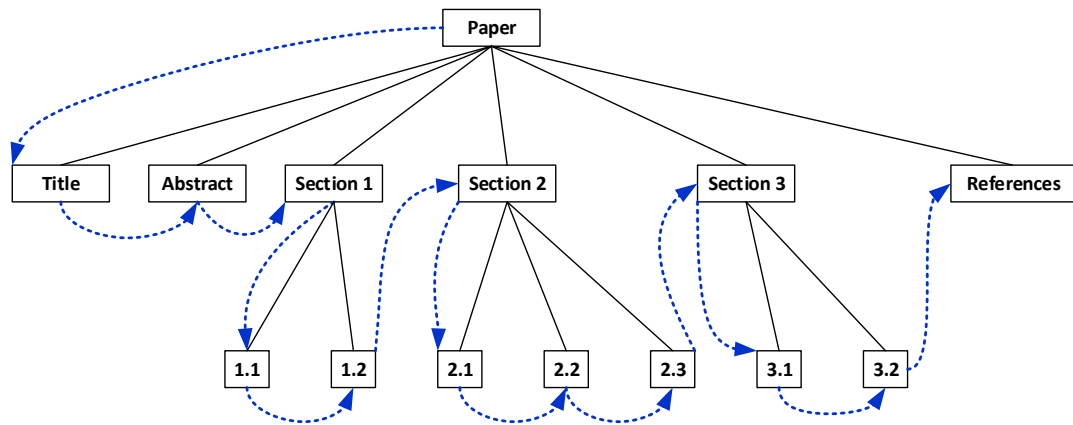 Paper
Title Abstract Section 1 Section 2 Section 3 References
1.1 1.2 2.1 2.2 2.3 3.1 3.2